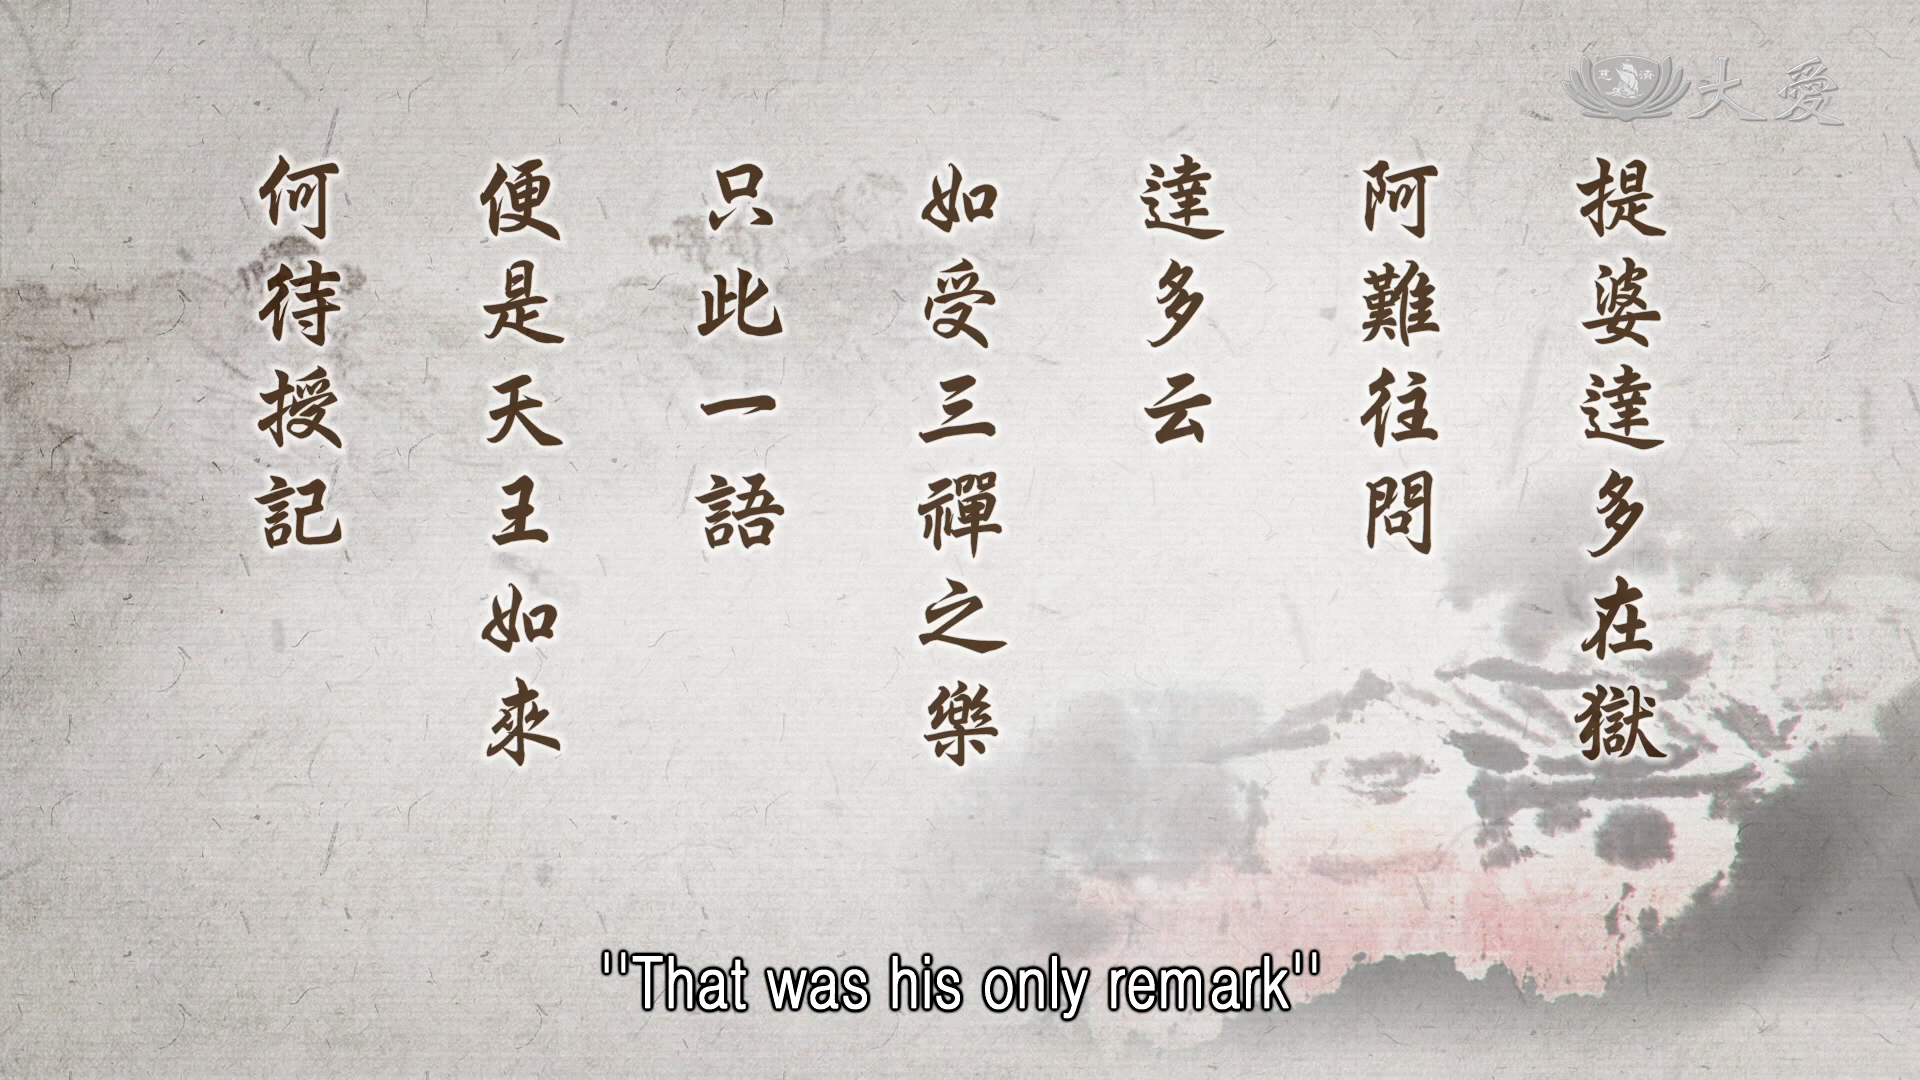 慈濟
大愛
提婆達多在獄
阿難往問
達多云
如受三禪之樂
只此一語
便是天王如來
何待授記
"That was his only remark"